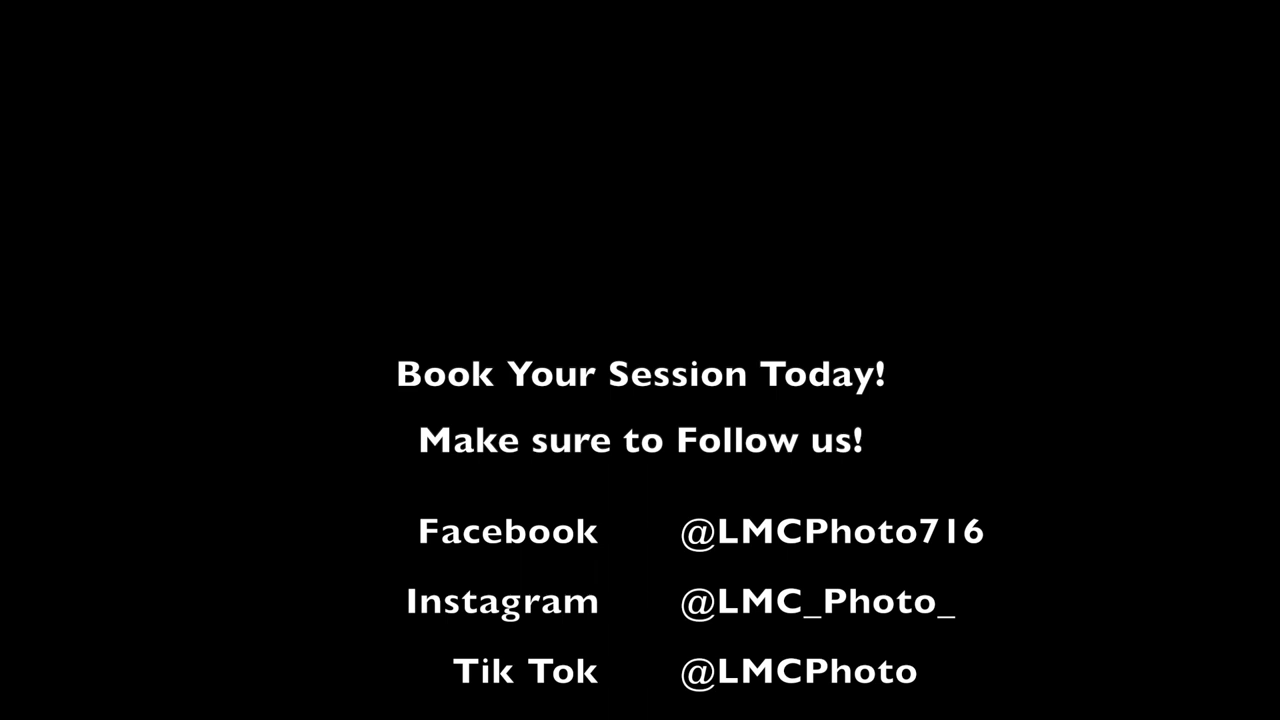 Book Your Session Today!
Make sure to Follow us!
Facebook @LMCPhoto716
Instagram @LMC_Photo_
Tik Tok @LMCPhoto